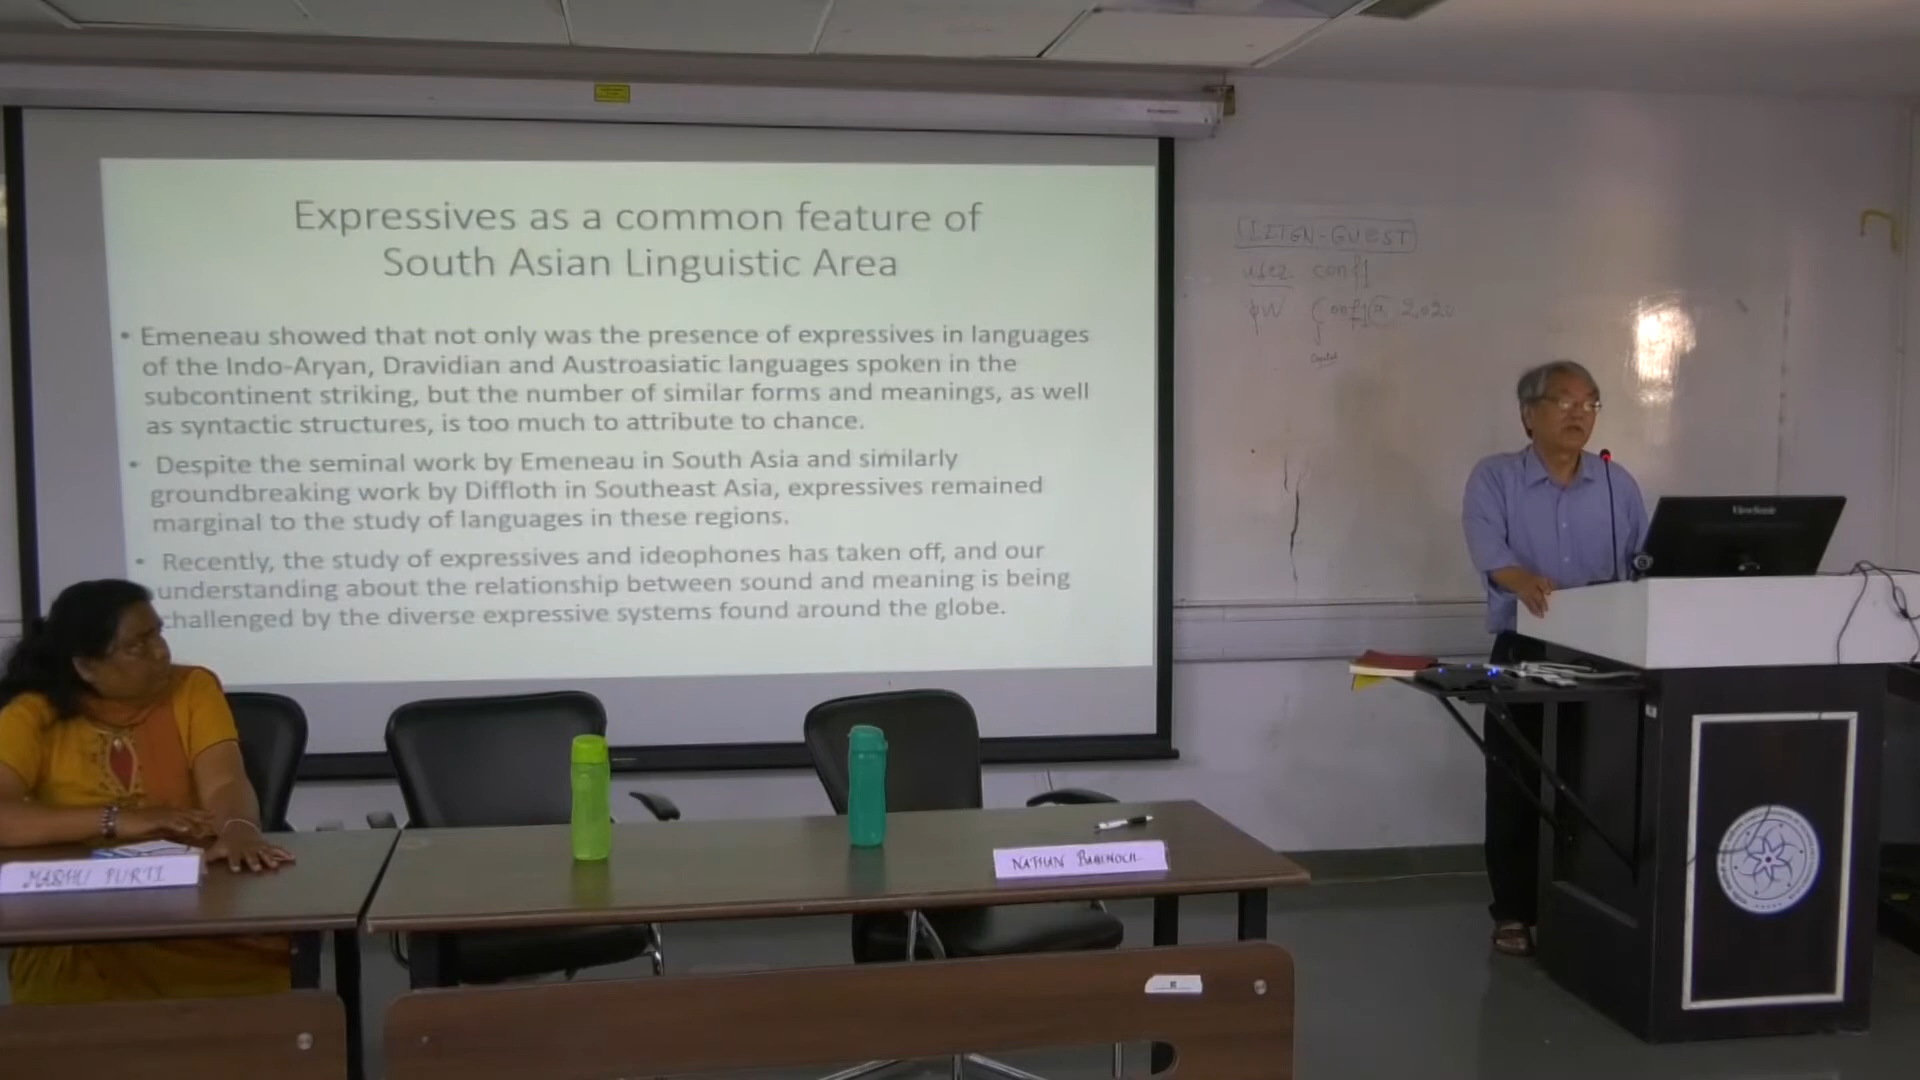 Expressives as a common feature of
South Asian Linguistic Area
• Emeneau showed that not only was the presence of expressives in languages
of the Indo-Aryan, Dravidian and Austroasiatic languages spoken in the
subcontinent striking, but the number of similar forms and meanings, as well
as syntactic structures, is too much to attribute to chance.
• Despite the seminal work by Emeneau in South Asia and similarly
groundbreaking work by Diffloth in Southeast Asia, expressives remained
marginal to the study of languages in these regions.
• Recently, the study of expressives and ideophones has taken off, and our
understanding about the relationship between sound and meaning is being
challenged by the diverse expressive systems found around the globe.
IITGN-GUEST
user conf1
pW 2020
Capital
ViewSonic
PURTI
NATHAN